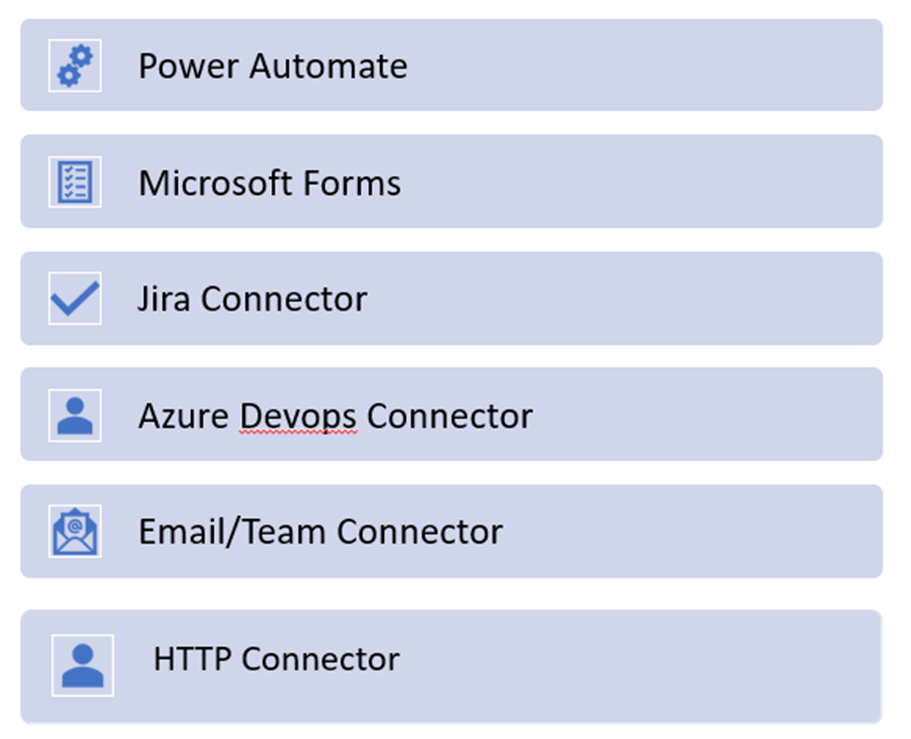 Power Automate
Microsoft Forms
Jira Connector
Azure Devops Connector
Email/Team Connector
HTTP Connector